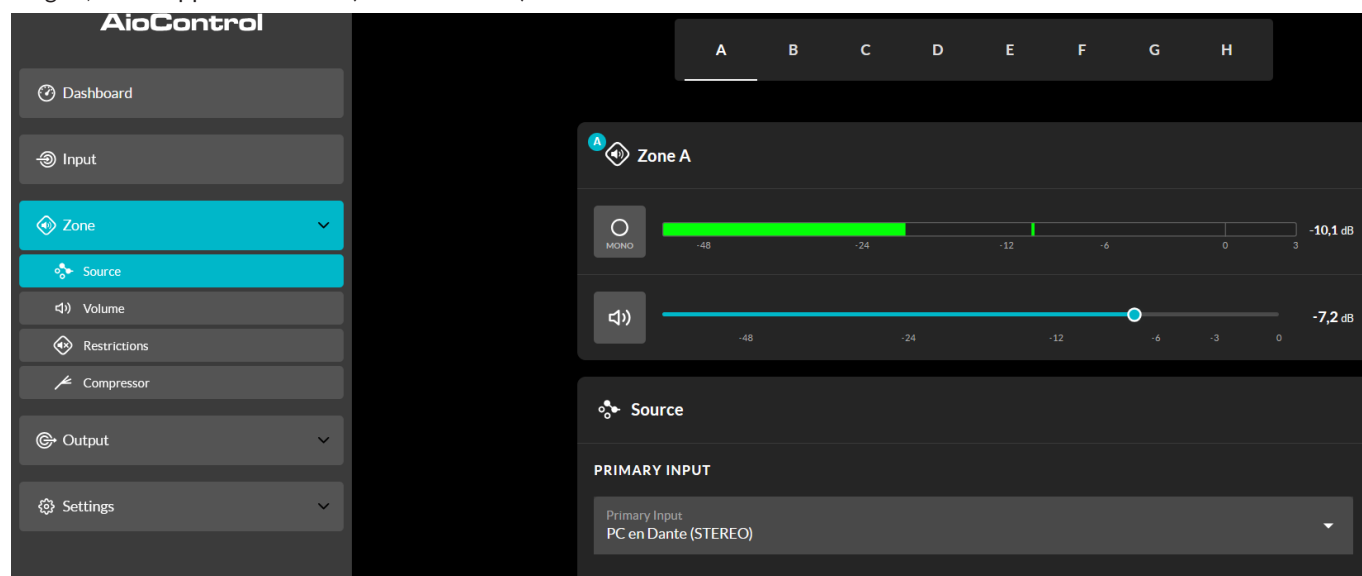 AioControl
A B C D E F G H
Dashboard
Input
Zone
Source
Volume
Restrictions
Compressor
Output
Settings
A
Zone A
MONO
-48 -24 -12 -6 0 3
-10,1 dB
-48 -24 -12 -6 -3 0
-7,2 dB
Source
PRIMARY INPUT
Primary Input
PC en Dante (STEREO)